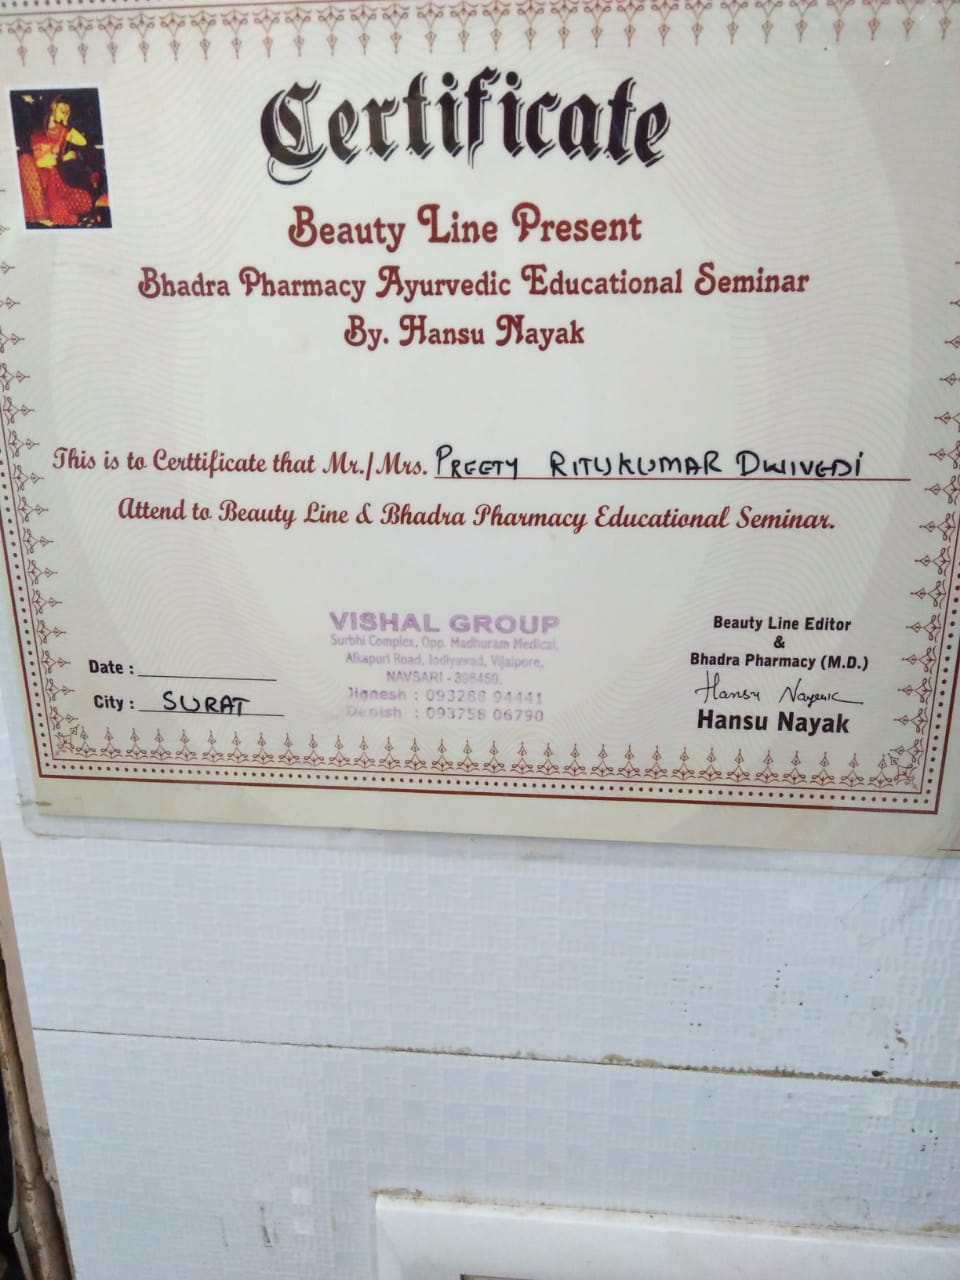 Certificate
Beauty Line Present
Bhadra Pharmacy Ayurvedic Educational Seminar
By. Hansu Nayak
This is to Certtificate that Mr./Mrs. PREETY RITUKUMAR DWIVEDI
Attend to Beauty Line & Bhadra Pharmacy Educational Seminar.
VISHAL GROUP
Surbhi Complex, Opp. Madhuram Medical,
Alkapuri Road, Vijalpore,
NAVSARI - 396450.
Jignesh : 093288 94441
Denish : 093758 06790
Date :
City : SURAT
Beauty Line Editor
&
Bhadra Pharmacy (M.D.)
Hansu Nayak
Hansu Nayak